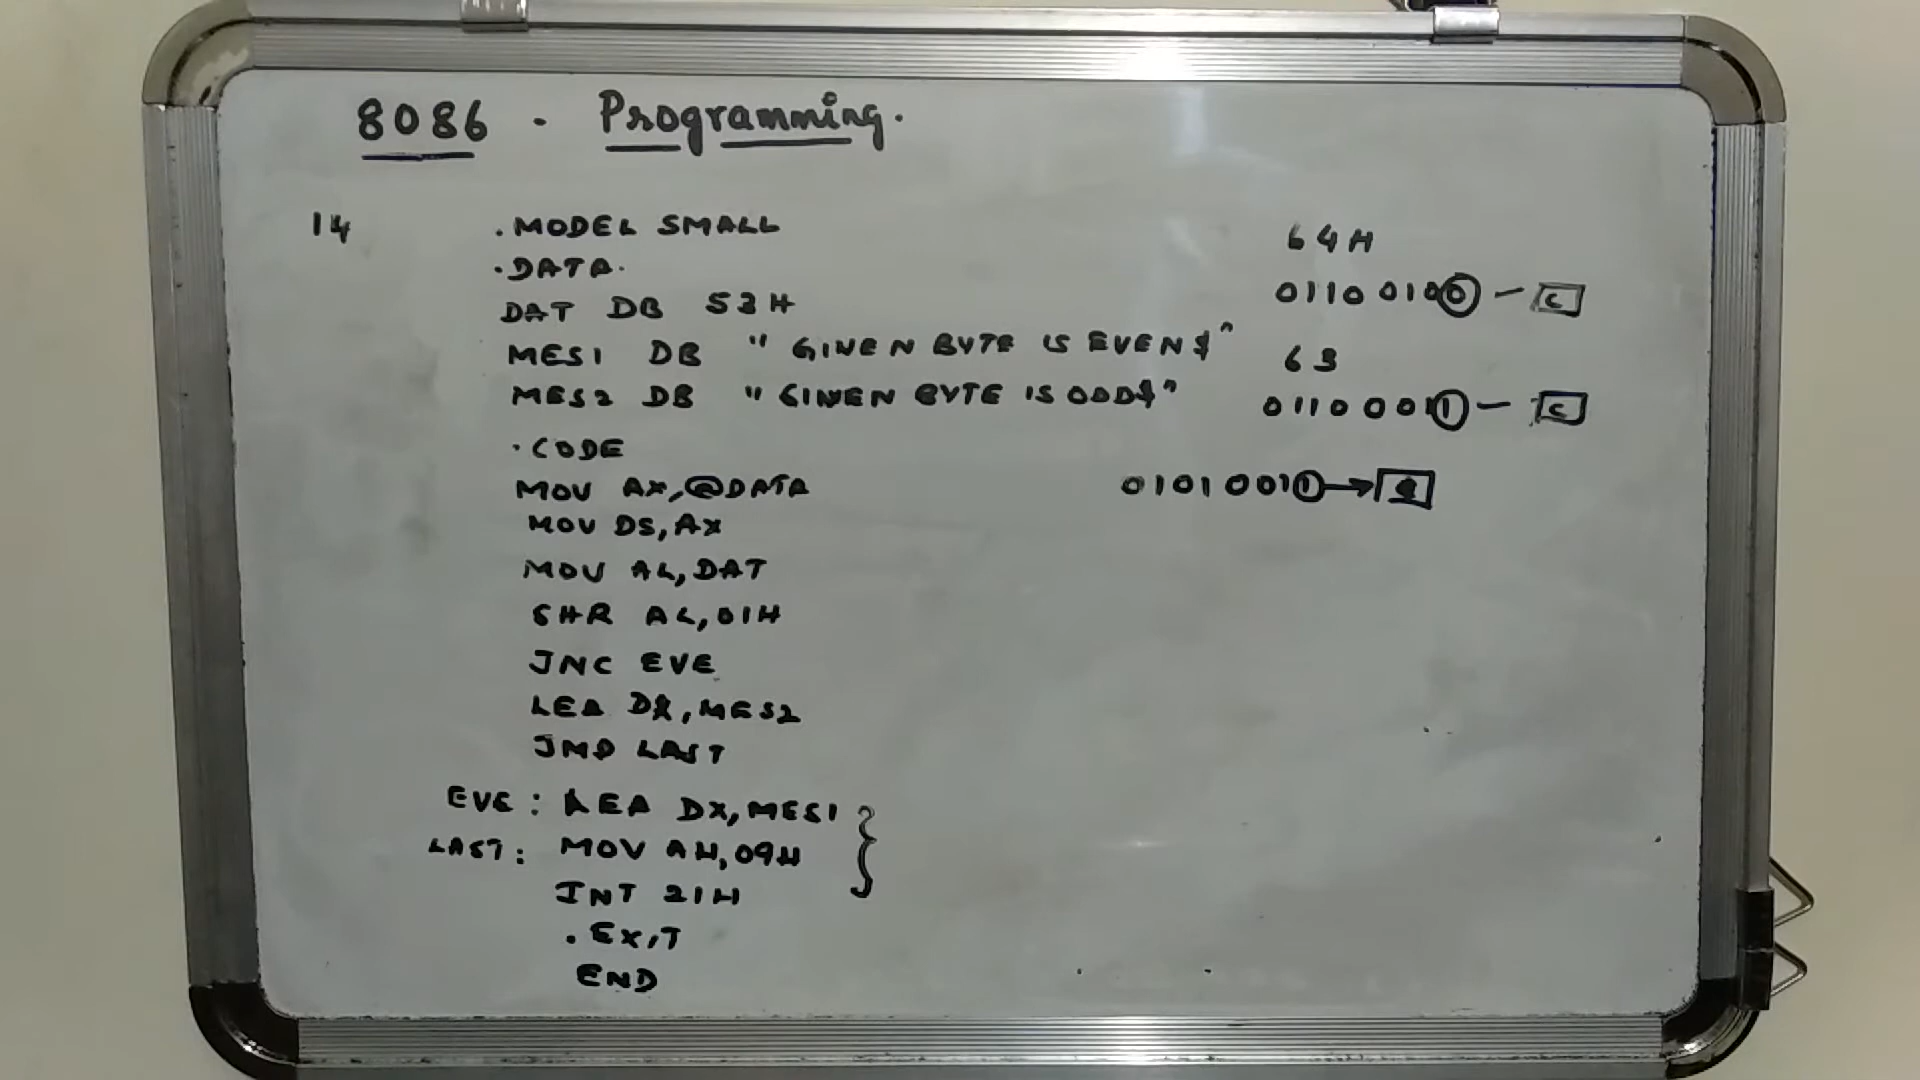 8086 - Programming.
14 .MODEL SMALL
.DATA.
DAT DB 53H
MES1 DB "GIVEN BYTE IS EVEN$"
MES2 DB "GIVEN BYTE IS ODD$"
.CODE
MOV AX,@DATA
MOV DS,AX
MOV AL,DAT
SHR AL,01H
JNC EVE
LEA DX,MES2
JMP LAST
EVE: LEA DX,MES1
LAST: MOV AH,09H
INT 21H
.EXIT
END
64H
01100100 - C
63
01100011 - C
01010011→